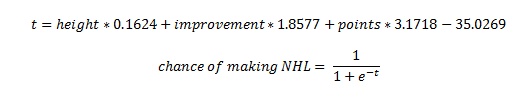 t = height * 0.1624 + improvement * 1.8577 + points * 3.1718 − 35.0269
chance of making NHL = 1 / (1 + e^−t)